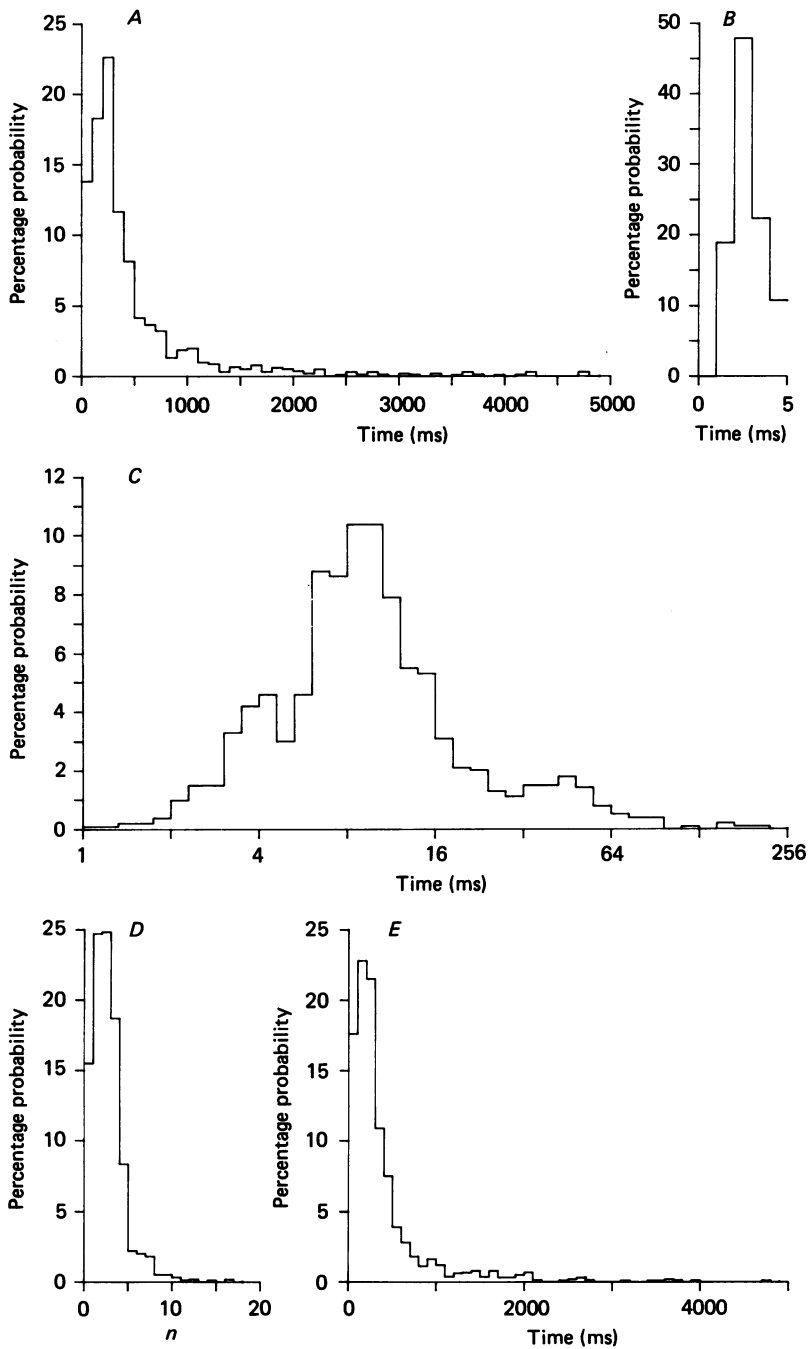 A
Percentage probability
25
20
15
10
5
0
0 1000 2000 3000 4000 5000
Time (ms)
B
Percentage probability
50
40
30
20
10
0
0 5
Time (ms)
C
Percentage probability
12
10
8
6
4
2
0
1 4 16 64 256
Time (ms)
D
Percentage probability
25
20
15
10
5
0
0 10 20
n
E
Percentage probability
25
20
15
10
5
0
0 2000 4000
Time (ms)